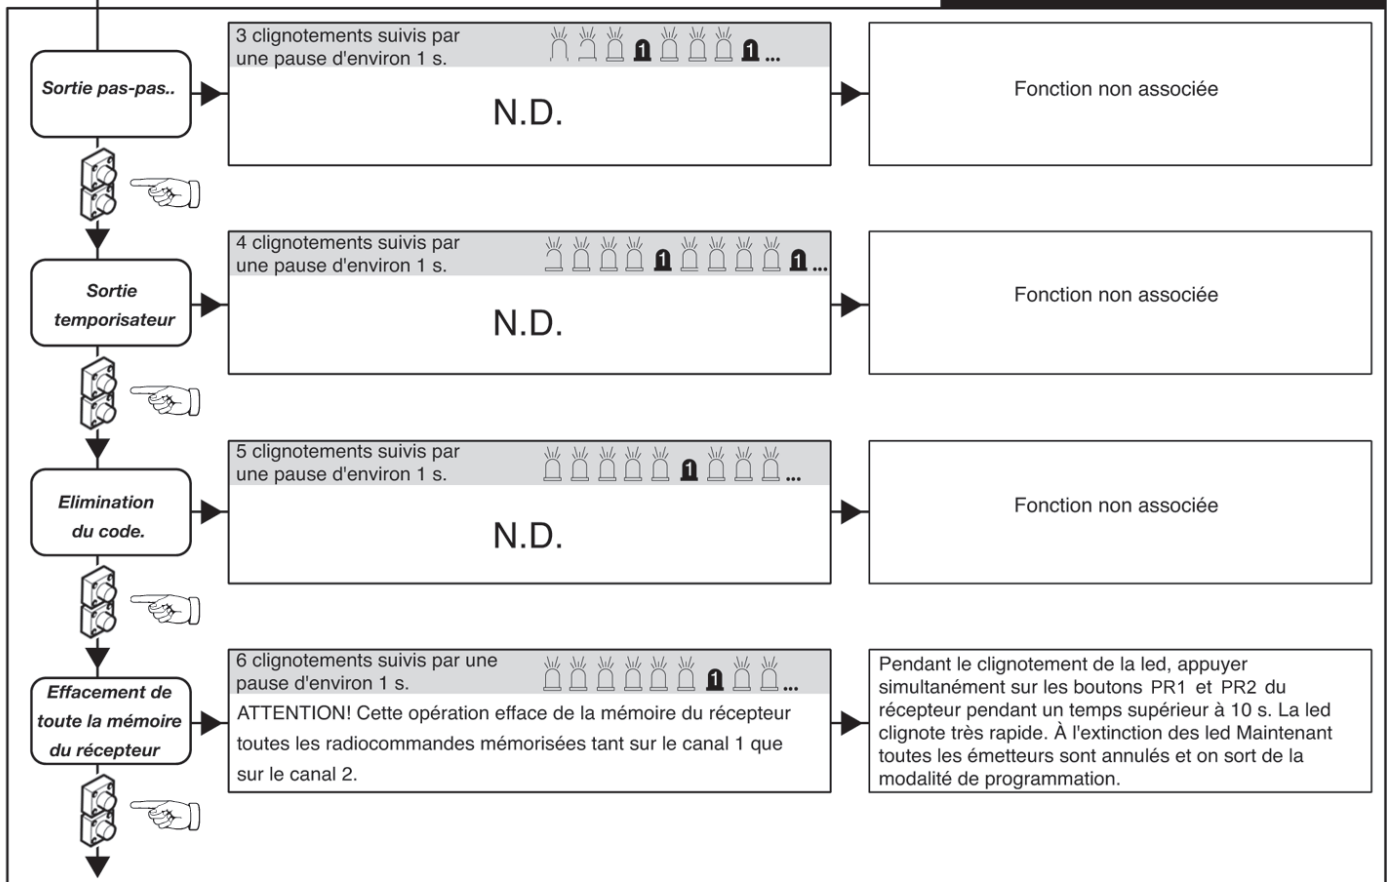 3 clignotements suivis par
une pause d'environ 1 s.
1 1 ...
Sortie pas-pas..
N.D.
Fonction non associée
4 clignotements suivis par
une pause d'environ 1 s.
1 1 ...
Sortie
temporisateur
N.D.
Fonction non associée
5 clignotements suivis par
une pause d'environ 1 s.
1 ...
Elimination
du code.
N.D.
Fonction non associée
6 clignotements suivis par une
pause d'environ 1 s.
1 ...
Effacement de
toute la mémoire
du récepteur
ATTENTION! Cette opération efface de la mémoire du récepteur
toutes les radiocommandes mémorisées tant sur le canal 1 que
sur le canal 2.
Pendant le clignotement de la led, appuyer
simultanément sur les boutons PR1 et PR2 du
récepteur pendant un temps supérieur à 10 s. La led
clignote très rapide. À l'extinction des led Maintenant
toutes les émetteurs sont annulés et on sort de la
modalité de programmation.